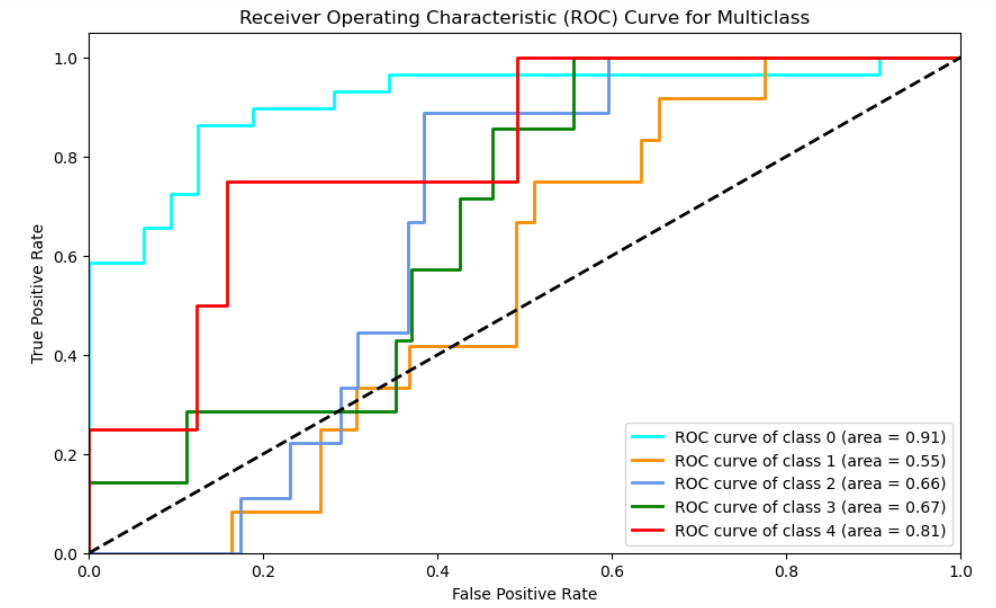 Receiver Operating Characteristic (ROC) Curve for Multiclass
1.0
0.8
0.6
0.4
0.2
0.0
True Positive Rate
0.0 0.2 0.4 0.6 0.8 1.0
False Positive Rate
ROC curve of class 0 (area = 0.91)
ROC curve of class 1 (area = 0.55)
ROC curve of class 2 (area = 0.66)
ROC curve of class 3 (area = 0.67)
ROC curve of class 4 (area = 0.81)